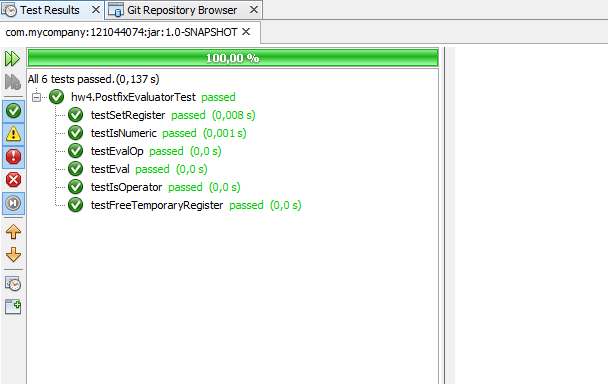 Test Results
Git Repository Browser
com.mycompany:121044074:jar:1.0-SNAPSHOT
100,00 %
All 6 tests passed.(0,137 s)
hw4.PostfixEvaluatorTest passed
testSetRegister passed (0,008 s)
testIsNumeric passed (0,001 s)
testEvalOp passed (0,0 s)
testEval passed (0,0 s)
testIsOperator passed (0,0 s)
testFreeTemporaryRegister passed (0,0 s)